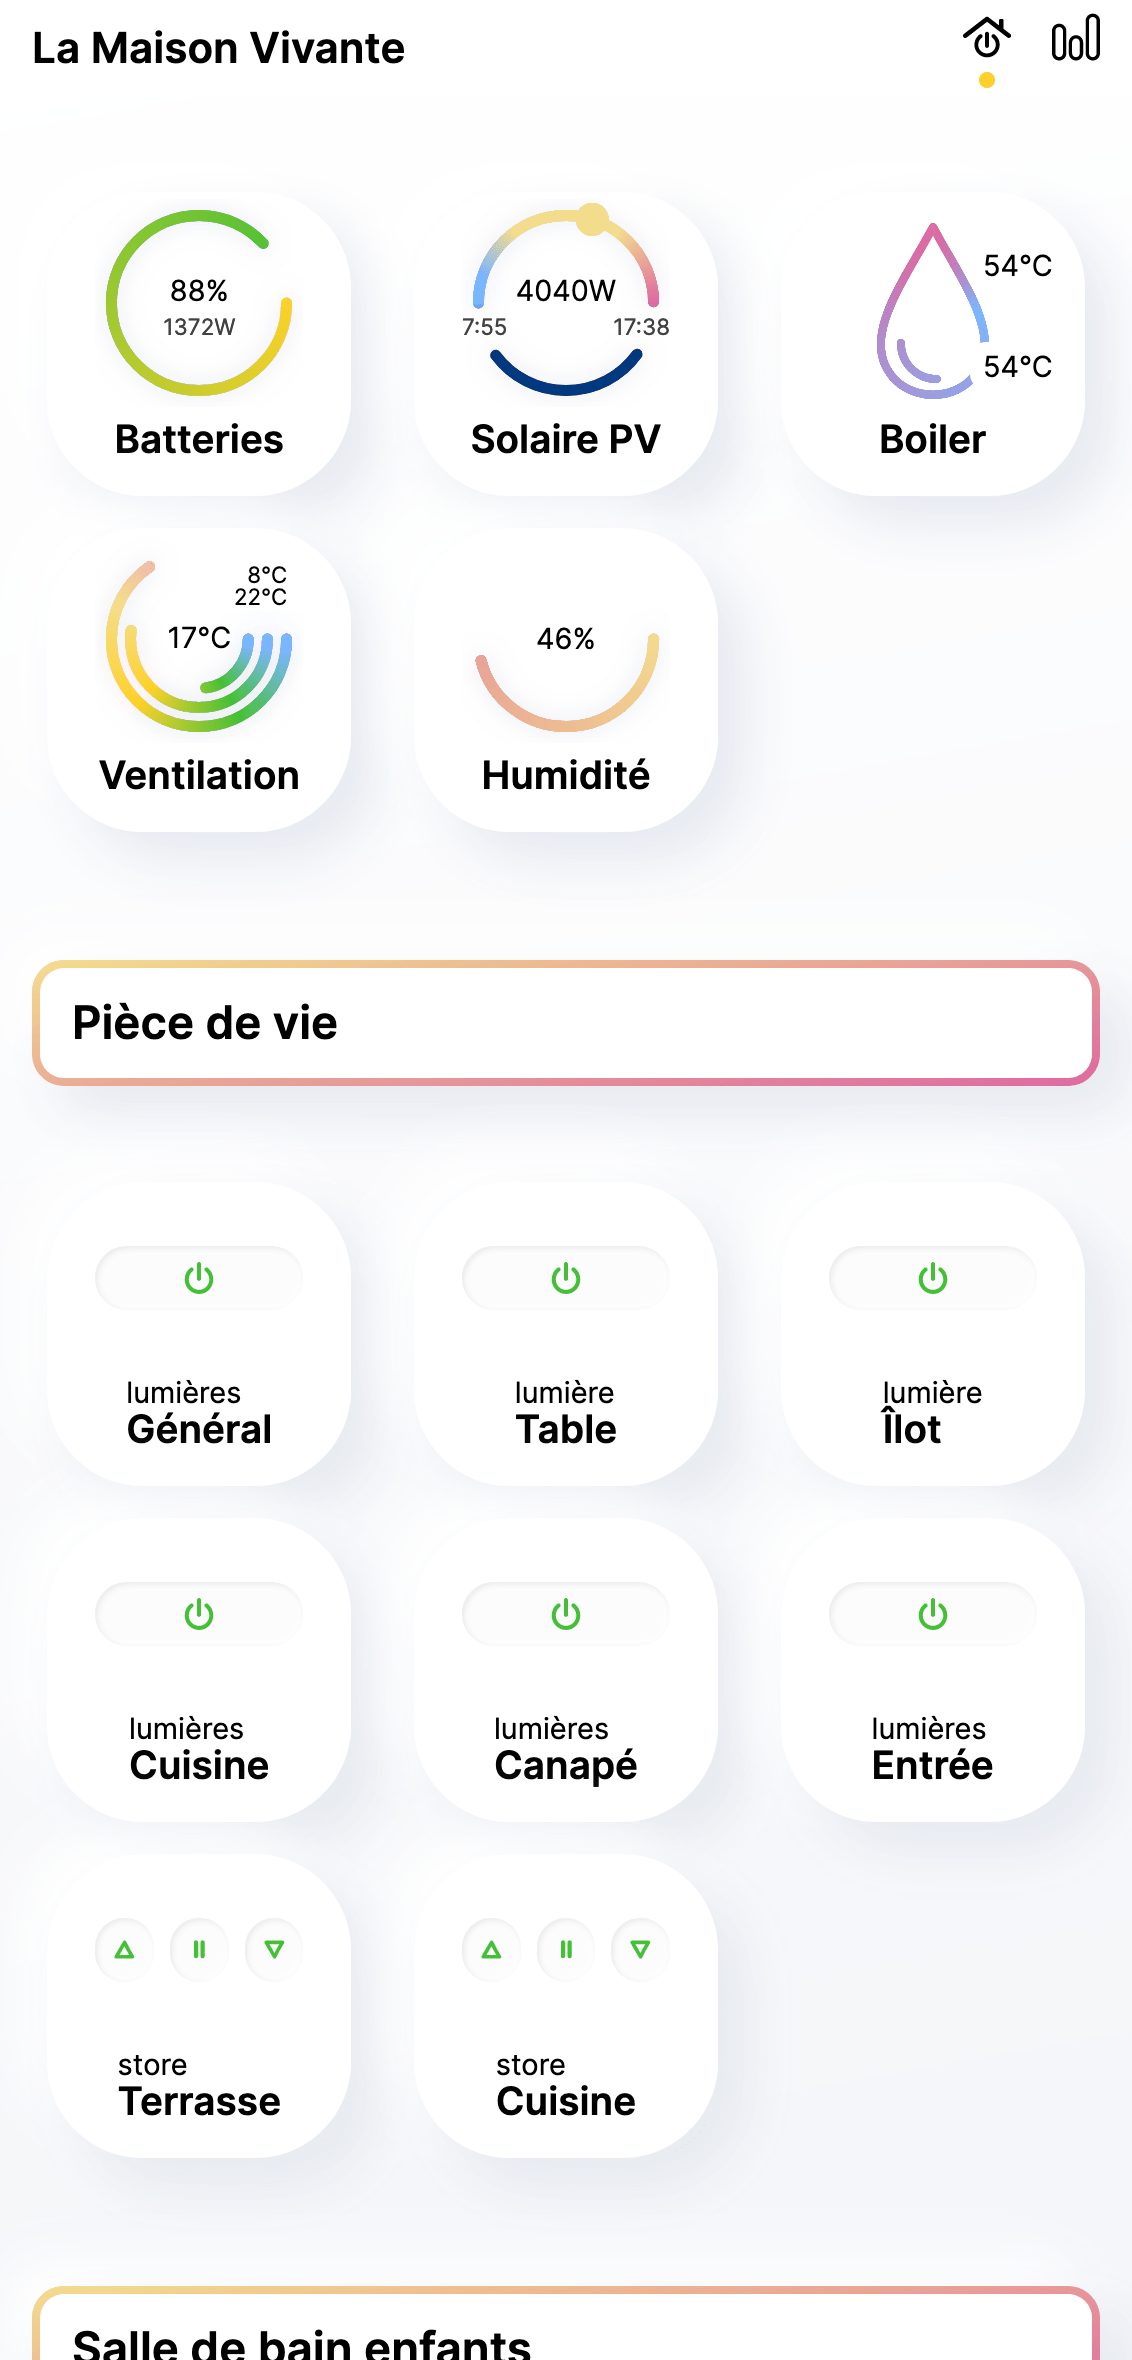 La Maison Vivante
88%
1372W
Batteries
4040W
7:55 17:38
Solaire PV
54°C
54°C
Boiler
8°C
22°C
17°C
Ventilation
46%
Humidité
Pièce de vie
lumières
Général
lumière
Table
lumière
Îlot
lumières
Cuisine
lumières
Canapé
lumières
Entrée
store
Terrasse
store
Cuisine
Salle de bain enfants